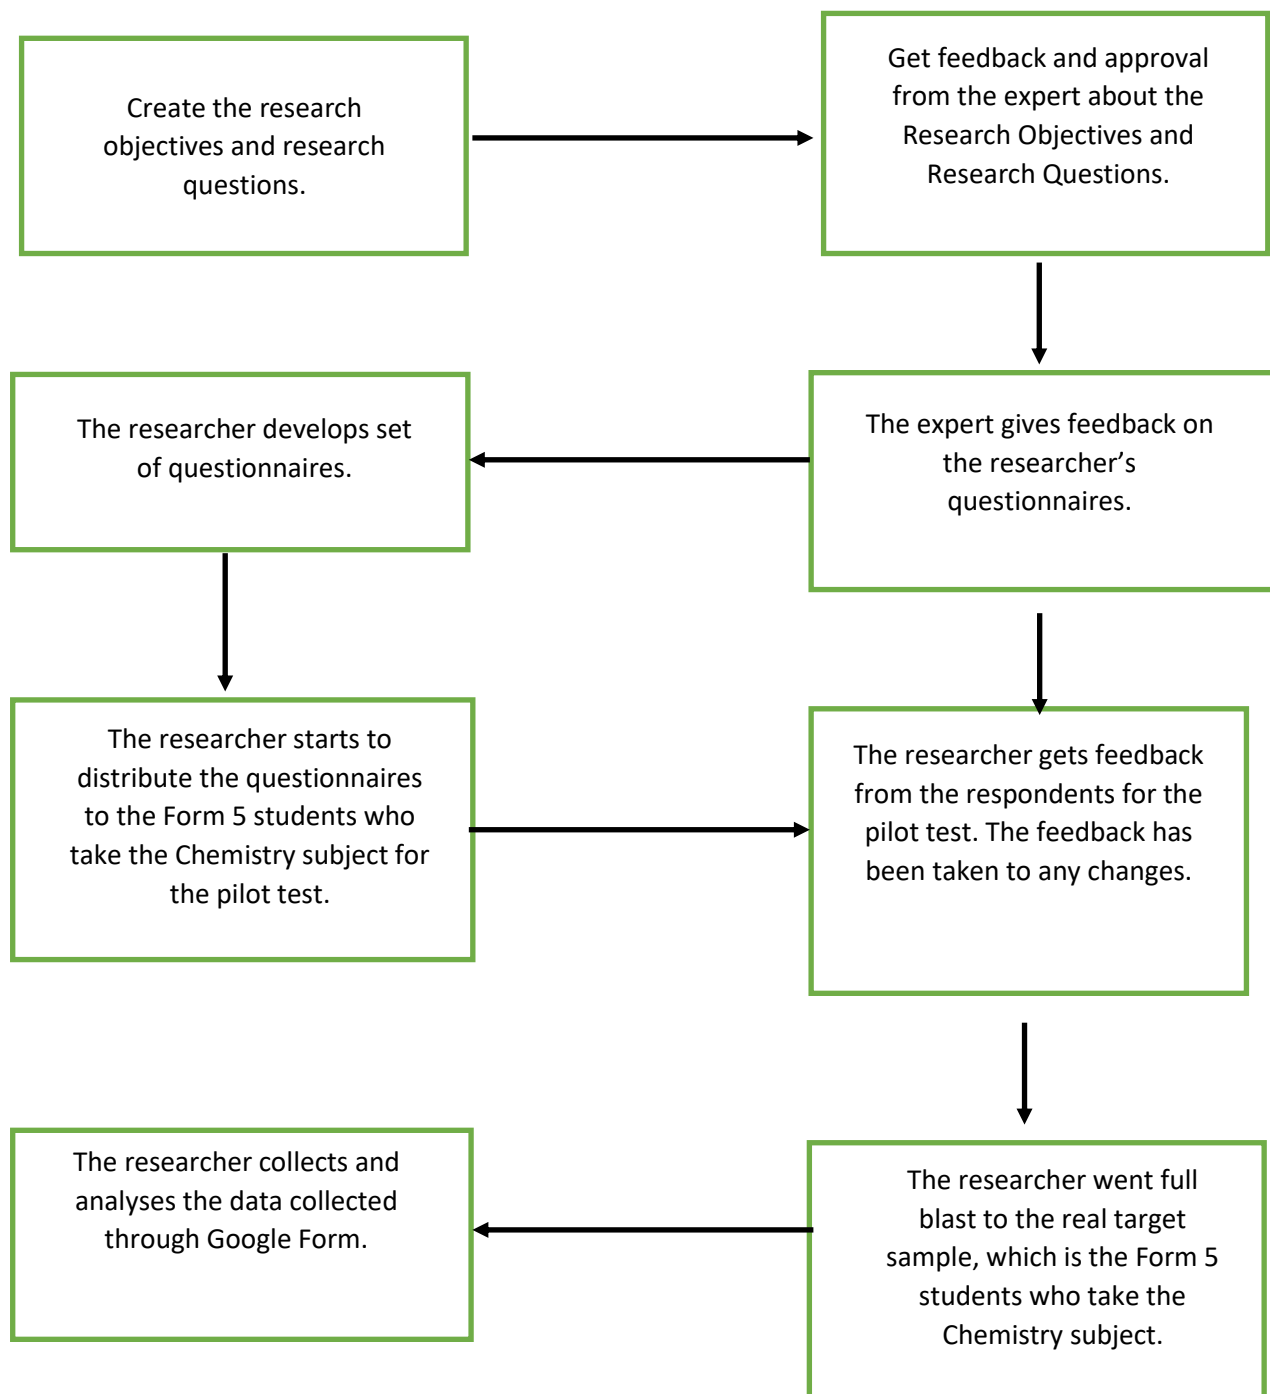 Create the research
objectives and research
questions.
Get feedback and approval
from the expert about the
Research Objectives and
Research Questions.
The expert gives feedback on
the researcher’s
questionnaires.
The researcher develops set
of questionnaires.
The researcher starts to
distribute the questionnaires
to the Form 5 students who
take the Chemistry subject for
the pilot test.
The researcher gets feedback
from the respondents for the
pilot test. The feedback has
been taken to any changes.
The researcher went full
blast to the real target
sample, which is the Form 5
students who take the
Chemistry subject.
The researcher collects and
analyses the data collected
through Google Form.